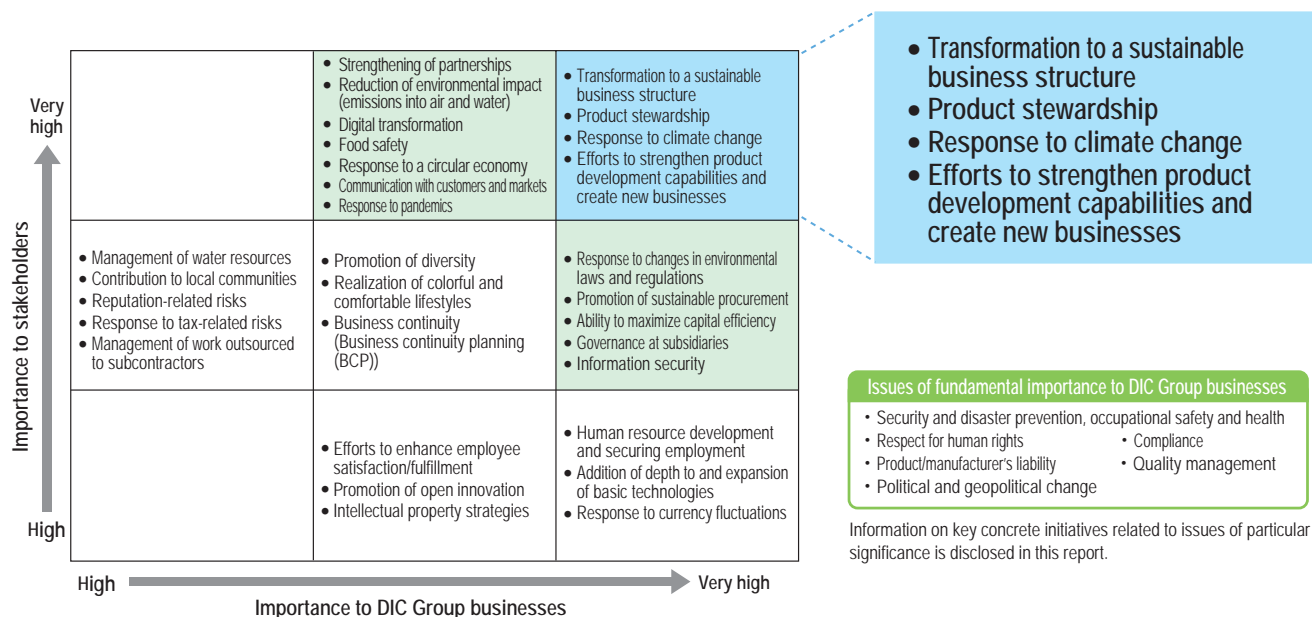 Very
high
Importance to stakeholders
High
• Strengthening of partnerships
• Reduction of environmental impact
(emissions into air and water)
• Digital transformation
• Food safety
• Response to a circular economy
• Communication with customers and markets
• Response to pandemics
• Transformation to a sustainable
business structure
• Product stewardship
• Response to climate change
• Efforts to strengthen product
development capabilities and
create new businesses
• Management of water resources
• Contribution to local communities
• Reputation-related risks
• Response to tax-related risks
• Management of work outsourced
to subcontractors
• Promotion of diversity
• Realization of colorful and
comfortable lifestyles
• Business continuity
(Business continuity planning
(BCP))
• Response to changes in environmental
laws and regulations
• Promotion of sustainable procurement
• Ability to maximize capital efficiency
• Governance at subsidiaries
• Information security
• Efforts to enhance employee
satisfaction/fulfillment
• Promotion of open innovation
• Intellectual property strategies
• Human resource development
and securing employment
• Addition of depth to and expansion
of basic technologies
• Response to currency fluctuations
High
Very high
Importance to DIC Group businesses
• Transformation to a sustainable
business structure
• Product stewardship
• Response to climate change
• Efforts to strengthen product
development capabilities and
create new businesses
Issues of fundamental importance to DIC Group businesses
• Security and disaster prevention, occupational safety and health
• Respect for human rights
• Compliance
• Product/manufacturer's liability
• Quality management
• Political and geopolitical change
Information on key concrete initiatives related to issues of particular
significance is disclosed in this report.